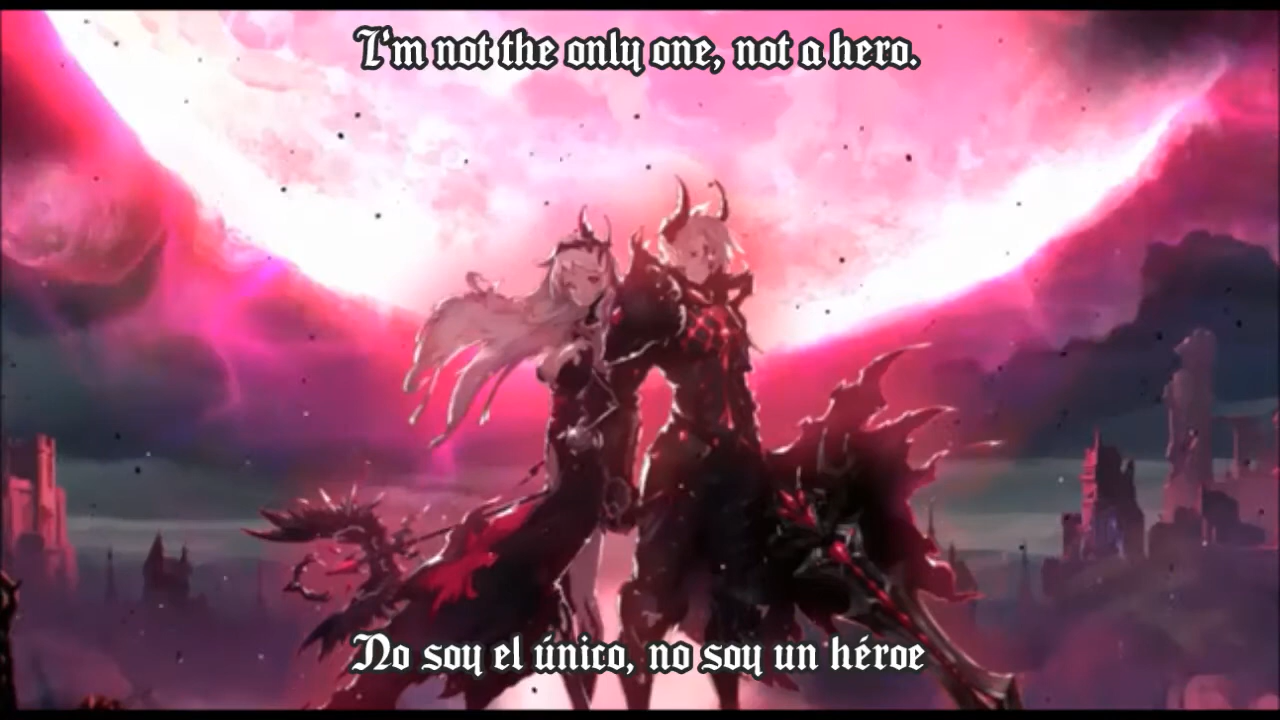 I'm not the only one, not a hero.
No soy el único, no soy un héroe